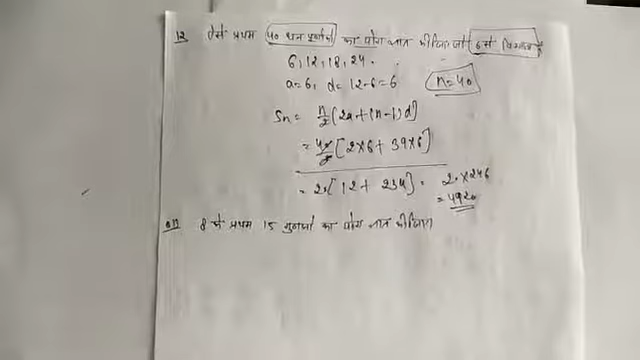 12 ऐसे प्रथम 40 धन पूर्णांकों का योग ज्ञात कीजिए जो 6 से विभाज्य है
6, 12, 18, 24 .
a = 6, d = 12 - 6 = 6 n = 40
Sn = n/2 [2a + (n-1) d]
= 40/2 [2×6 + 39×6]
= 20 [12 + 234] = 20 × 246
= 4920
13 8 के प्रथम 15 गुणजों का योग ज्ञात कीजिए